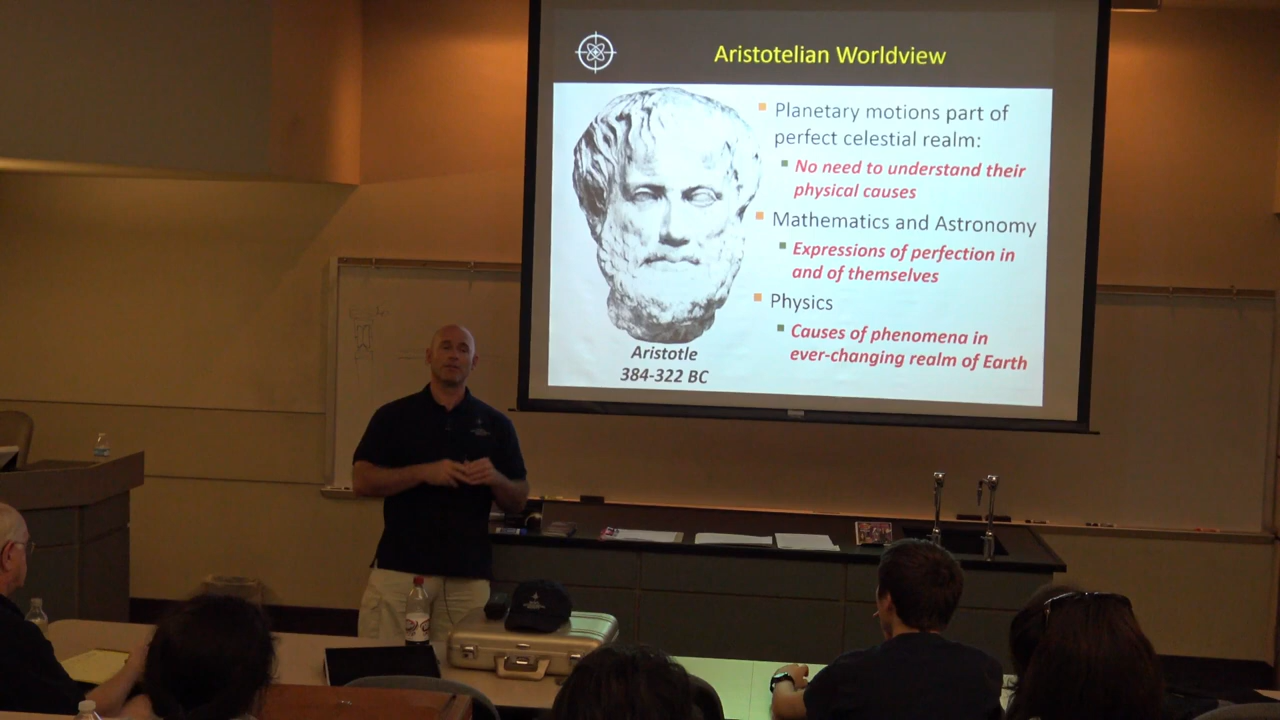 Aristotelian Worldview
Planetary motions part of
perfect celestial realm:
No need to understand their
physical causes
Mathematics and Astronomy
Expressions of perfection in
and of themselves
Physics
Causes of phenomena in
ever-changing realm of Earth
Aristotle
384-322 BC